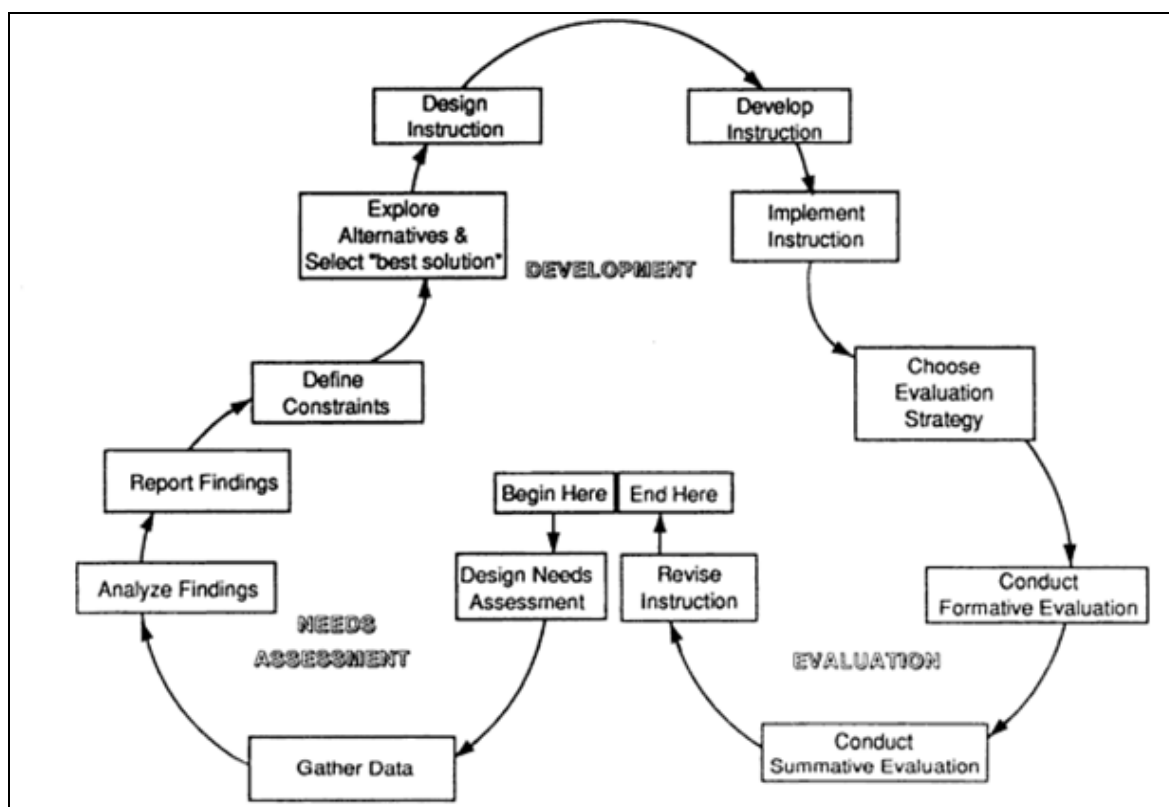 Design
Instruction
Develop
Instruction
Explore
Alternatives &
Select "best solution"
Implement
Instruction
DEVELOPMENT
Define
Constraints
Choose
Evaluation
Strategy
Report Findings
Begin Here
End Here
Analyze Findings
Design Needs
Assessment
Revise
Instruction
Conduct
Formative Evaluation
NEEDS
ASSESSMENT
EVALUATION
Gather Data
Conduct
Summative Evaluation